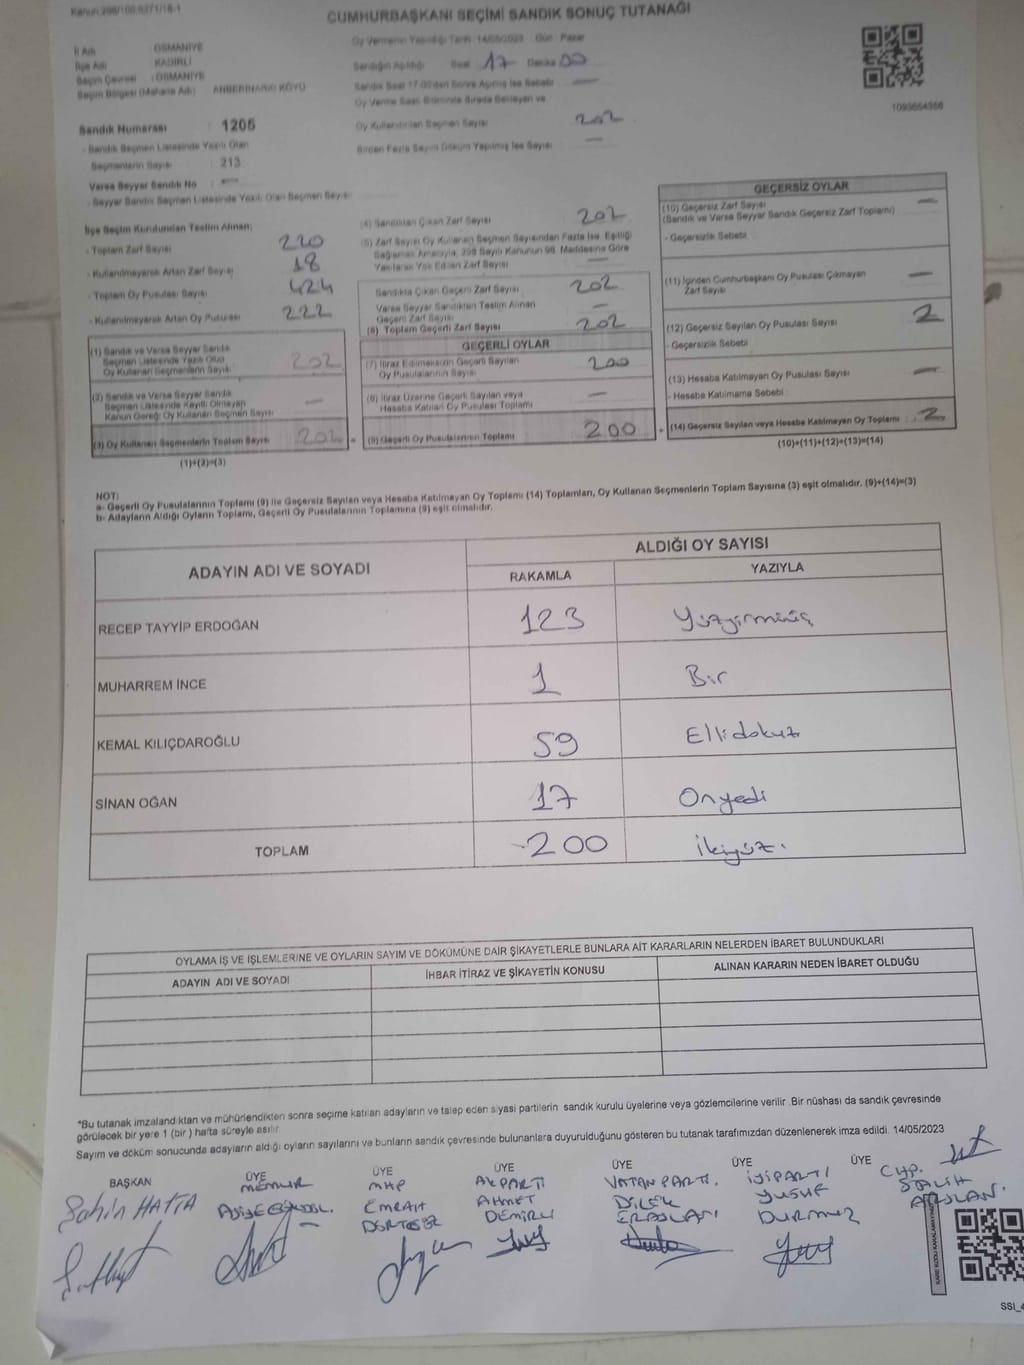 CUMHURBAŞKANI SEÇİMİ SANDIK SONUÇ TUTANAĞI
İl Adı : OSMANİYE
İlçe Adı : KADİRLİ
Seçim Çevresi : OSMANİYE
Seçim Bölgesi (Mahalle Adı) : KÖYÜ
Sandık Numarası : 1205
- Sandık Seçmen Listesinde Yazılı Olan
Seçmenlerin Sayısı : 213
Varsa Seyyar Sandık No : —
- Seyyar Sandık Seçmen Listesinde Yazılı Olan Seçmen Sayısı
Oy Vermenin Yapıldığı Tarih : 14/05/2023 Gün : Pazar
Sandığın Açıldığı Saat 17 Dakika 00
Sandık Saat 17.00'den Sonra Açılmış İse Sebebi —
Oy Verme Saati Bitiminde Sırada Bekleyen ve
Oy Kullandırılan Seçmen Sayısı 202
Birden Fazla Sayım Döküm Yapılmış İse Sayısı —
İlçe Seçim Kurulundan Teslim Alınan;
- Toplam Zarf Sayısı 220
- Kullanılmayarak Artan Zarf Sayısı 18
- Toplam Oy Pusulası Sayısı 424
- Kullanılmayarak Artan Oy Pusulası 222
(1) Sandık ve Varsa Seyyar Sandık
Seçmen Listesinde Yazılı Olup
Oy Kullanan Seçmenlerin Sayısı 202
(2) Sandık ve Varsa Seyyar Sandık
Seçmen Listesinde Kayıtlı Olmayan
Kanun Gereği Oy Kullanan Seçmen Sayısı —
(3) Oy Kullanan Seçmenlerin Toplam Sayısı 202
(1)+(2)=(3)
(4) Sandıktan Çıkan Zarf Sayısı 202
(5) Zarf Sayısı Oy Kullanan Seçmen Sayısından Fazla İse, Eşitliği
Sağlamak Amacıyla, 298 Sayılı Kanunun 98. Maddesine Göre
Yakılarak Yok Edilen Zarf Sayısı —
Sandıkta Çıkan Geçerli Zarf Sayısı 202
Varsa Seyyar Sandıktan Teslim Alınan
Geçerli Zarf Sayısı —
(6) Toplam Geçerli Zarf Sayısı 202
GEÇERLİ OYLAR
(7) İtiraz Edilmeksizin Geçerli Sayılan
Oy Pusulalarının Sayısı 200
(8) İtiraz Üzerine Geçerli Sayılan veya
Hesaba Katılan Oy Pusulası Toplamı —
(9) Geçerli Oy Pusulalarının Toplamı 200
GEÇERSİZ OYLAR
(10) Geçersiz Zarf Sayısı —
(Sandık ve Varsa Seyyar Sandık Geçersiz Zarf Toplamı)
- Geçersizlik Sebebi
(11) İçinden Cumhurbaşkanı Oy Pusulası Çıkmayan —
Zarf Sayısı
(12) Geçersiz Sayılan Oy Pusulası Sayısı 2
- Geçersizlik Sebebi
(13) Hesaba Katılmayan Oy Pusulası Sayısı —
- Hesaba Katılmama Sebebi
(14) Geçersiz Sayılan veya Hesaba Katılmayan Oy Toplamı 2
(10)+(11)+(12)+(13)=(14)
NOT:
a- Geçerli Oy Pusulalarının Toplamı (9) ile Geçersiz Sayılan veya Hesaba Katılmayan Oy Toplamı (14) Toplamları, Oy Kullanan Seçmenlerin Toplam Sayısına (3) eşit olmalıdır. (9)+(14)=(3)
b- Adayların Aldığı Oyların Toplamı, Geçerli Oy Pusulalarının Toplamına (9) eşit olmalıdır.
ADAYIN ADI VE SOYADI ALDIĞI OY SAYISI
RAKAMLA YAZIYLA
RECEP TAYYİP ERDOĞAN 123 Yüzyirmiüç
MUHARREM İNCE 1 Bir
KEMAL KILIÇDAROĞLU 59 Ellidokuz
SİNAN OĞAN 17 Onyedi
TOPLAM 200 İkiyüz.
OYLAMA İŞ VE İŞLEMLERİNE VE OYLARIN SAYIM VE DÖKÜMÜNE DAİR ŞİKAYETLERLE BUNLARA AİT KARARLARIN NELERDEN İBARET BULUNDUKLARI
ADAYIN ADI VE SOYADI İHBAR İTİRAZ VE ŞİKAYETİN KONUSU ALINAN KARARIN NEDEN İBARET OLDUĞU
*Bu tutanak imzalandıktan ve mühürlendikten sonra seçime katılan adayların ve talep eden siyasi partilerin sandık kurulu üyelerine veya gözlemcilerine verilir .Bir nüshası da sandık çevresinde
görülecek bir yere 1 (bir ) hafta süreyle asılır.
Sayım ve döküm sonucunda adayların aldığı oyların sayılarını ve bunların sandık çevresinde bulunanlara duyurulduğunu gösteren bu tutanak tarafımızdan düzenlenerek imza edildi. 14/05/2023
BAŞKAN ÜYE ÜYE ÜYE ÜYE ÜYE ÜYE
Şahin HATTA
MEMUR
MHP
EMRAH
AK PARTİ
AHMET
DEMİRLİ
VATAN PARTİ.
DİLEK
İYİ PARTİ
YUSUF
DURMUZ
CHP.
SALİH
ARSLAN.
KARE KODU KARALAMAYINIZ